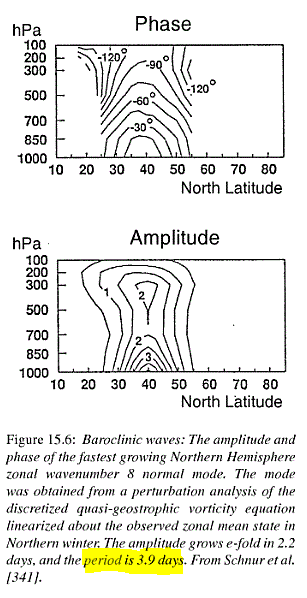 Phase
hPa
100
200
300
500
700
850
1000
-120°
-90°
-120°
-60°
-30°
10 20 30 40 50 60 70 80
North Latitude
Amplitude
hPa
100
200
300
500
700
850
1000
1
2
2
3
10 20 30 40 50 60 70 80
North Latitude
Figure 15.6: Baroclinic waves: The amplitude and
phase of the fastest growing Northern Hemisphere
zonal wavenumber 8 normal mode. The mode
was obtained from a perturbation analysis of the
discretized quasi-geostrophic vorticity equation
linearized about the observed zonal mean state in
Northern winter. The amplitude grows e-fold in 2.2
days, and the period is 3.9 days. From Schnur et al.
[341].